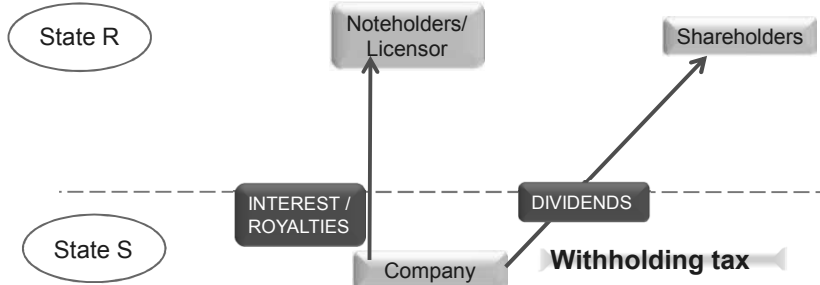 State R
Noteholders/
Licensor
Shareholders
INTEREST /
ROYALTIES
DIVIDENDS
State S
Company
Withholding tax